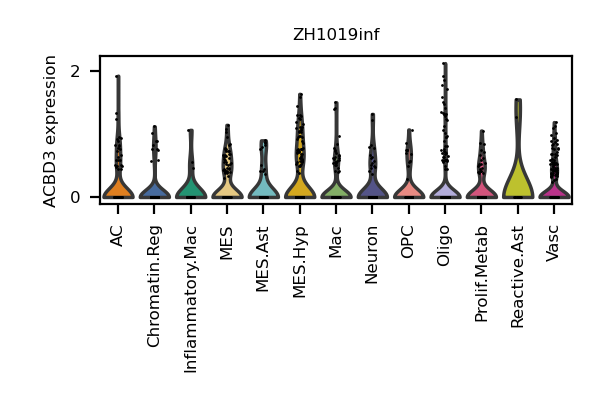 ZH1019inf
ACBD3 expression
2
0
AC
Chromatin.Reg
Inflammatory.Mac
MES
MES.Ast
MES.Hyp
Mac
Neuron
OPC
Oligo
Prolif.Metab
Reactive.Ast
Vasc